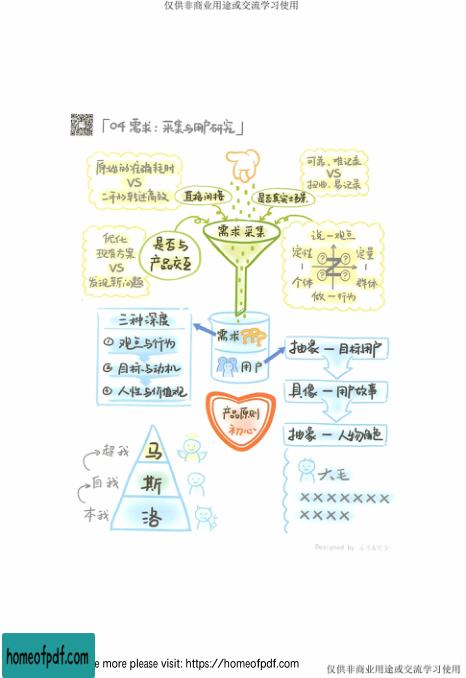 仅供非商业用途或交流学习使用
「04 需求：采集与用户研究」
原始的准确耗时
VS
二手的转述高效
直接间接
是否真实土场景
可靠、难记录
VS
扭曲、易记录
优化
现有方案
VS
发现新问题
是否与
产品交互
需求采集
说—观点
定性
定量
个体
群体
做—行为
三种深度
① 观点与行为
② 目标与动机
③ 人性与价值观
需求
用户
抽象—目标用户
具像—用户故事
抽象—人物角色
产品原则
初心
超我
自我
本我
马
斯
洛
大毛
×××××××
××××
Designed by
homeofpdf.com
e more please visit: https://homeofpdf.com
仅供非商业用途或交流学习使用